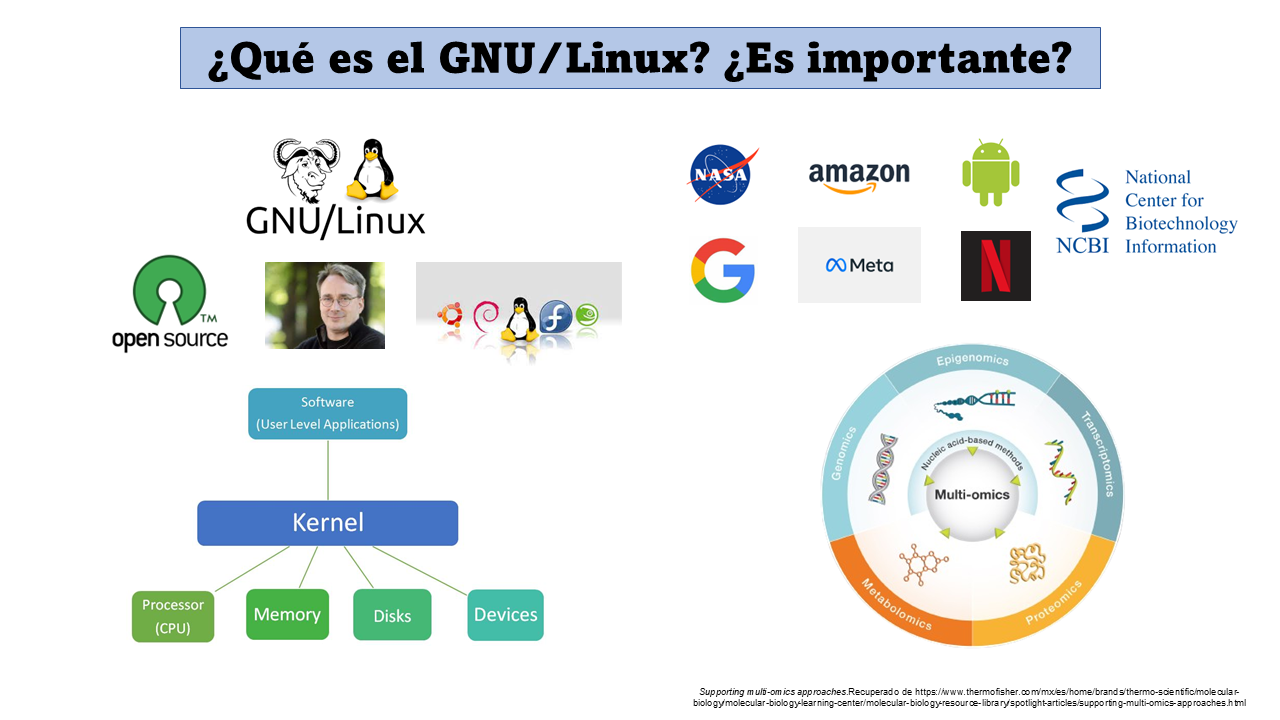 ¿Qué es el GNU/Linux? ¿Es importante?
GNU/Linux
open source
TM
Software
(User Level Applications)
Kernel
Processor
(CPU)
Memory
Disks
Devices
NASA
amazon
Meta
NCBI
National
Center for
Biotechnology
Information
Epigenomics
Genomics
Transcriptomics
Nucleic acid-based methods
Multi-omics
Metabolomics
Proteomics
Supporting multi-omics approaches.Recuperado de https://www.thermofisher.com/mx/es/home/brands/thermo-scientific/molecular-
biology/molecular-biology-learning-center/molecular-biology-resource-library/spotlight-articles/supporting-multi-omics-approaches.html